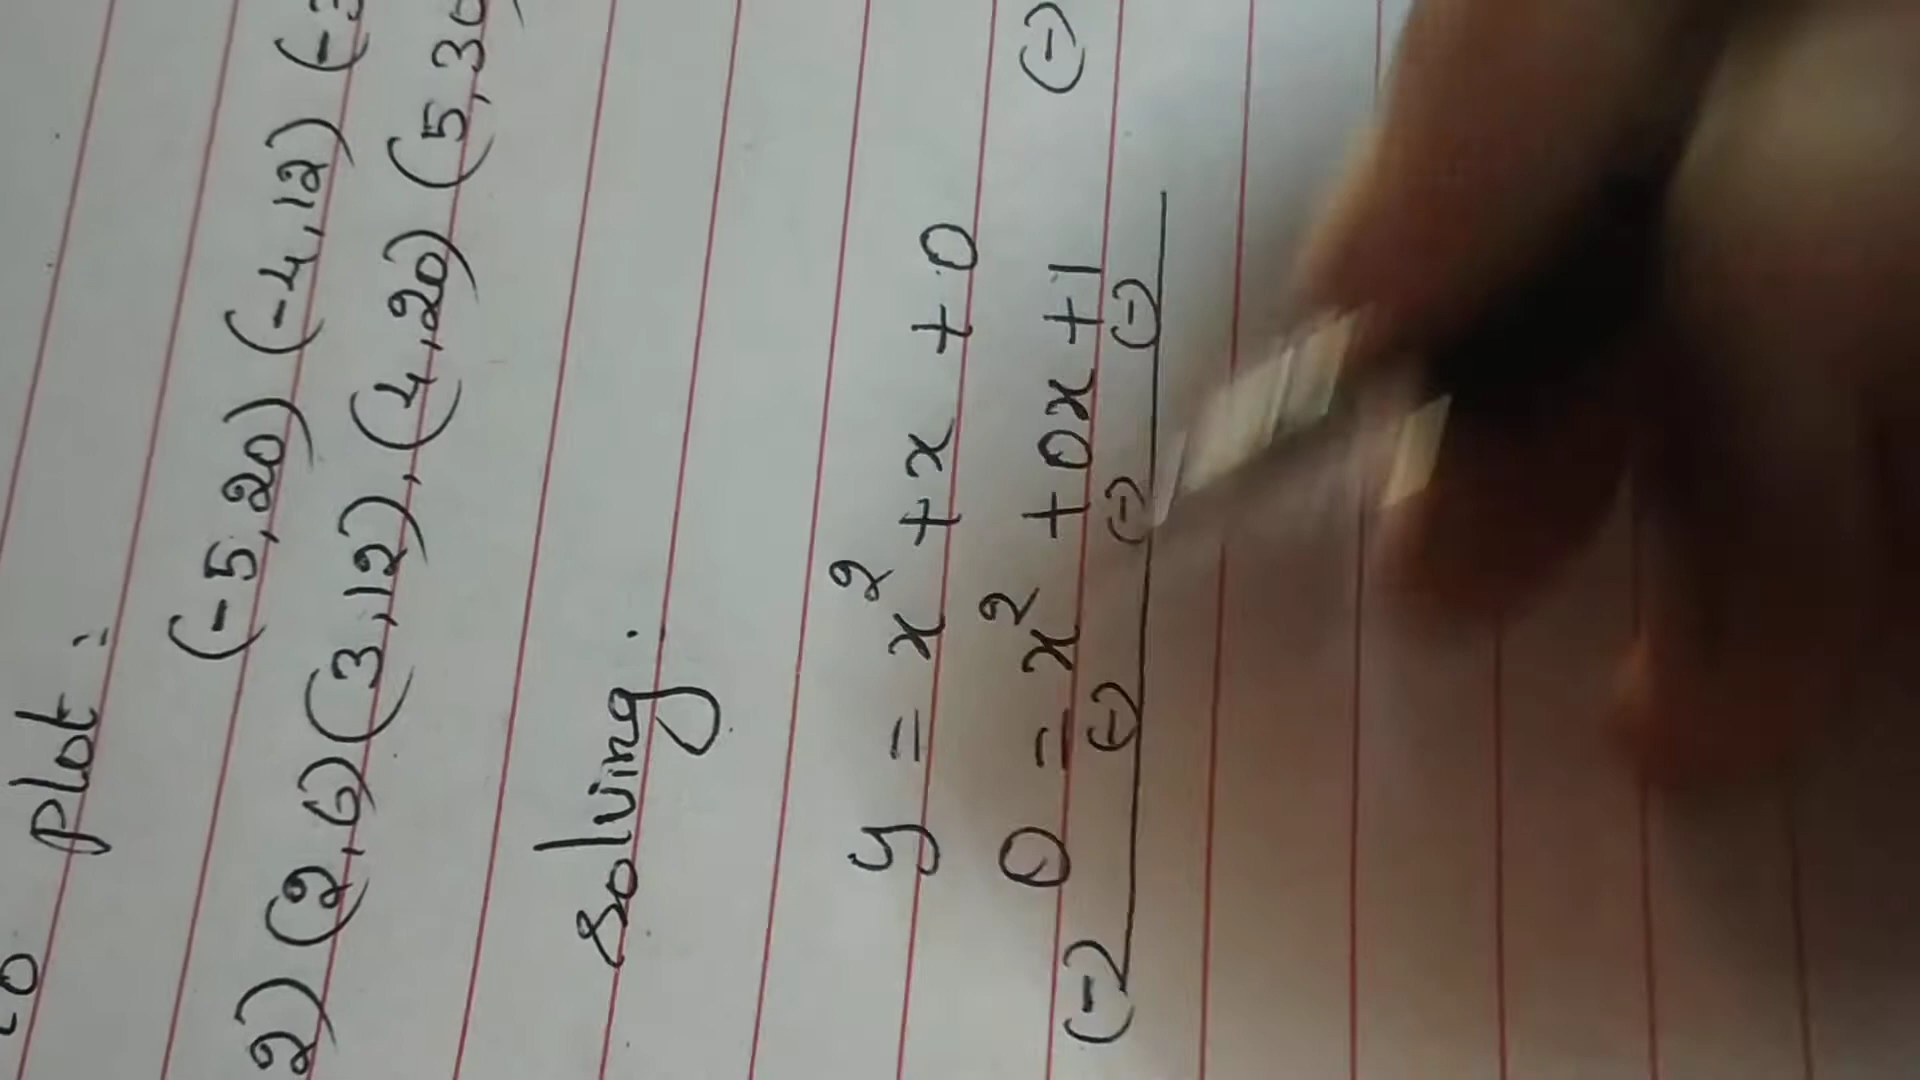 plot:
(-5,20) (-4,12) (-3
2) (2,6) (3,12), (4,20) (5,30
solving.
y = x² + x + 0
0 = x² + 0x + 1 (-)
(-) (-) (-) (-)